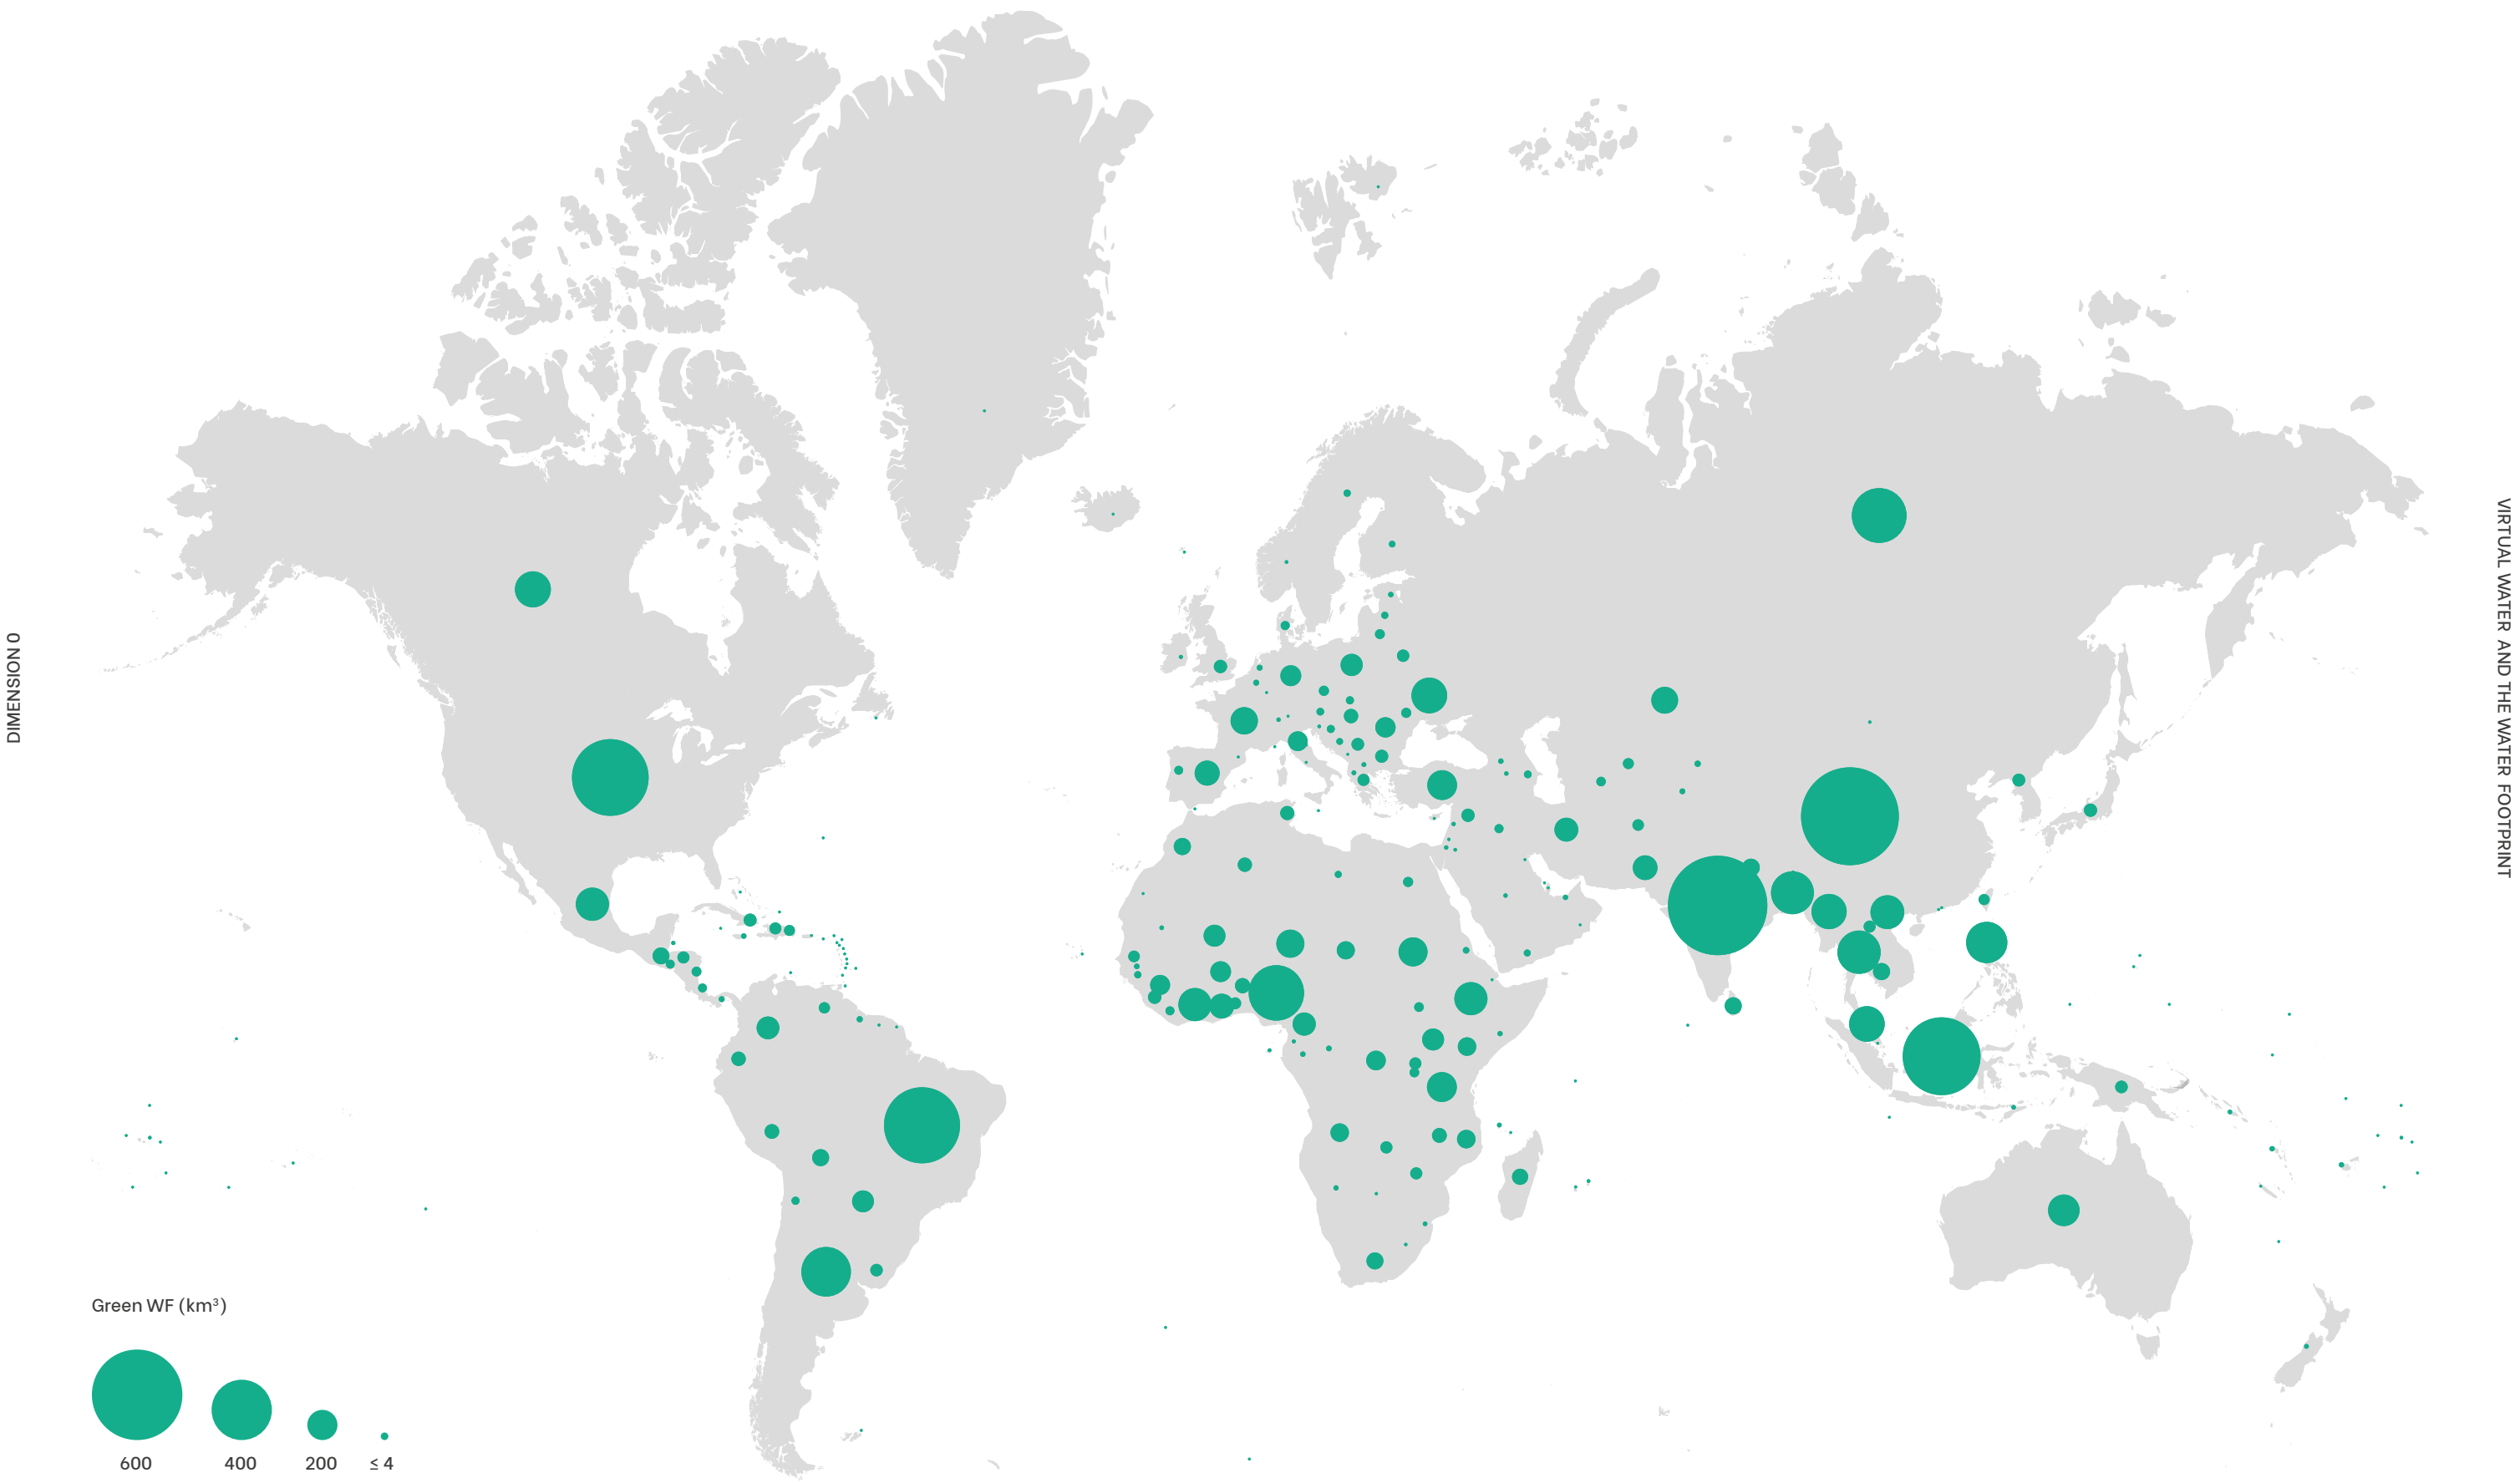 DIMENSION 0
VIRTUAL WATER AND THE WATER FOOTPRINT
Green WF (km³)
600
400
200
≤ 4